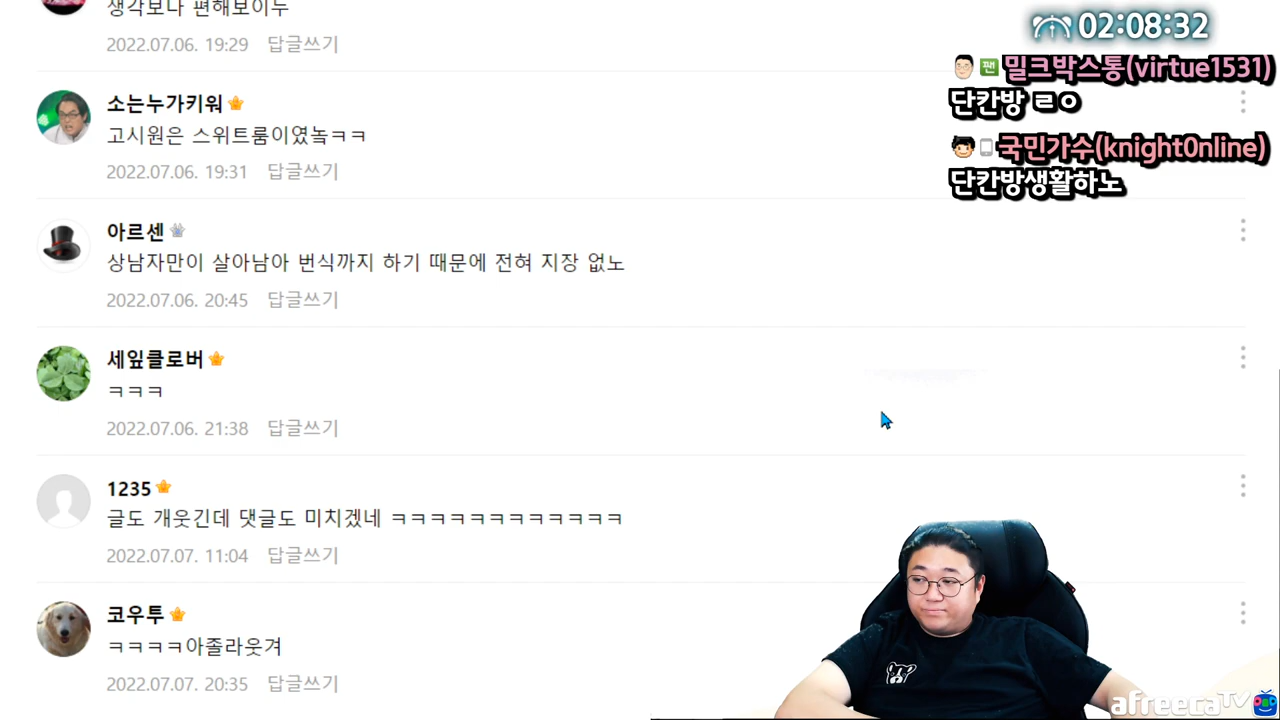 생각보다 편해보이누
2022.07.06. 19:29 답글쓰기
소는누가키워
고시원은 스위트룸이였놐ㅋㅋ
2022.07.06. 19:31 답글쓰기
아르센
상남자만이 살아남아 번식까지 하기 때문에 전혀 지장 없노
2022.07.06. 20:45 답글쓰기
세잎클로버
ㅋㅋㅋ
2022.07.06. 21:38 답글쓰기
1235
글도 개웃긴데 댓글도 미치겠네 ㅋㅋㅋㅋㅋㅋㅋㅋㅋㅋㅋㅋ
2022.07.07. 11:04 답글쓰기
코우투
ㅋㅋㅋㅋ아졸라웃겨
2022.07.07. 20:35 답글쓰기
02:08:32
팬 밀크박스통(virtue1531)
단칸방 ㄹㅇ
국민가수(knight0nline)
단칸방생활하노
afreecaTV